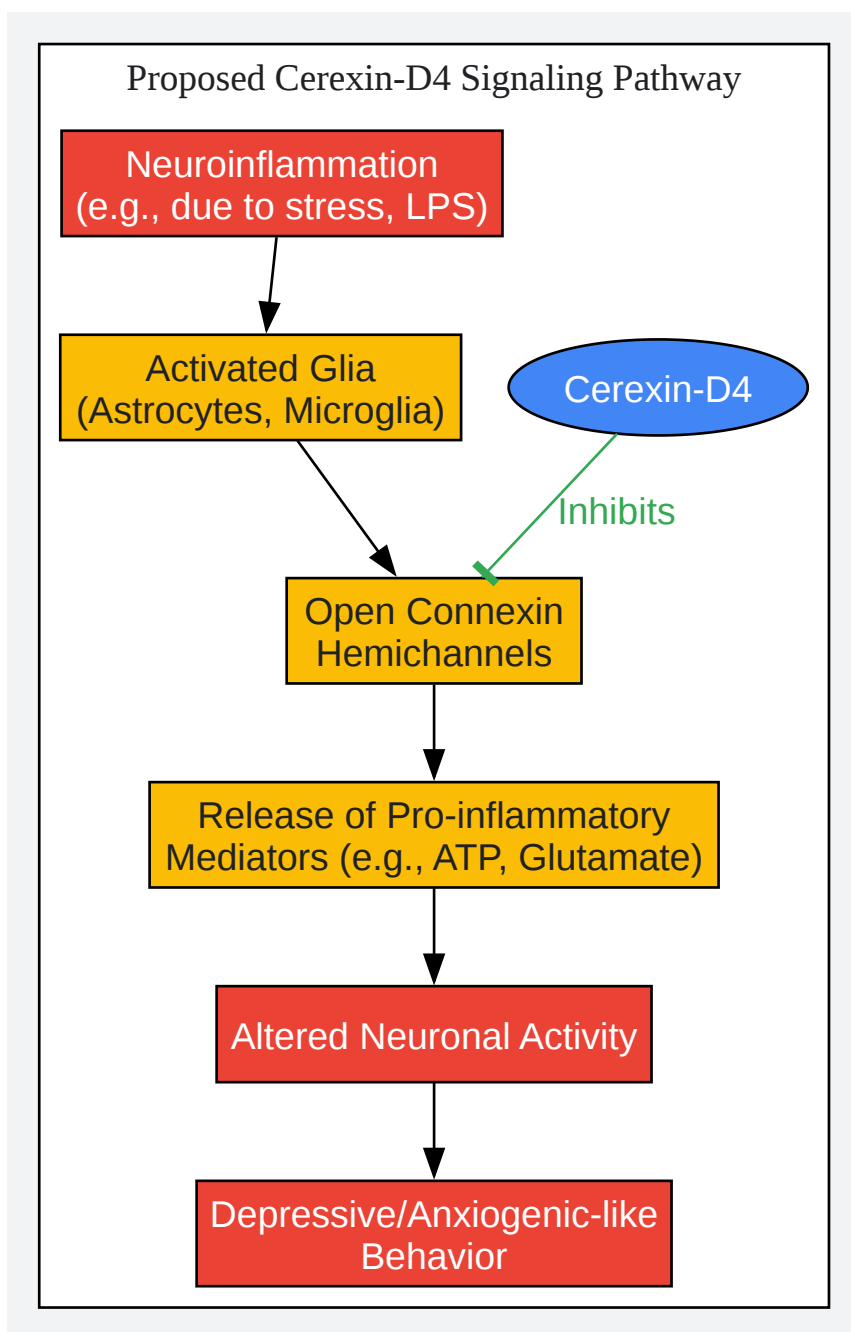 Proposed Cerexin-D4 Signaling Pathway
Neuroinflammation
(e.g., due to stress, LPS)
Activated Glia
(Astrocytes, Microglia)
Cerexin-D4
Inhibits
Open Connexin
Hemichannels
Release of Pro-inflammatory
Mediators (e.g., ATP, Glutamate)
Altered Neuronal Activity
Depressive/Anxiogenic-like
Behavior